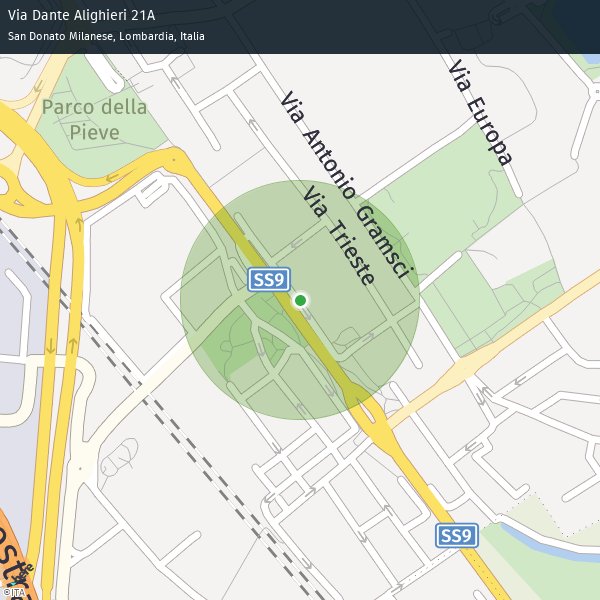 Via Dante Alighieri 21A
San Donato Milanese, Lombardia, Italia
Parco della
Pieve
Via Europa
Via Antonio Gramsci
Via Trieste
SS9
SS9
©ITA